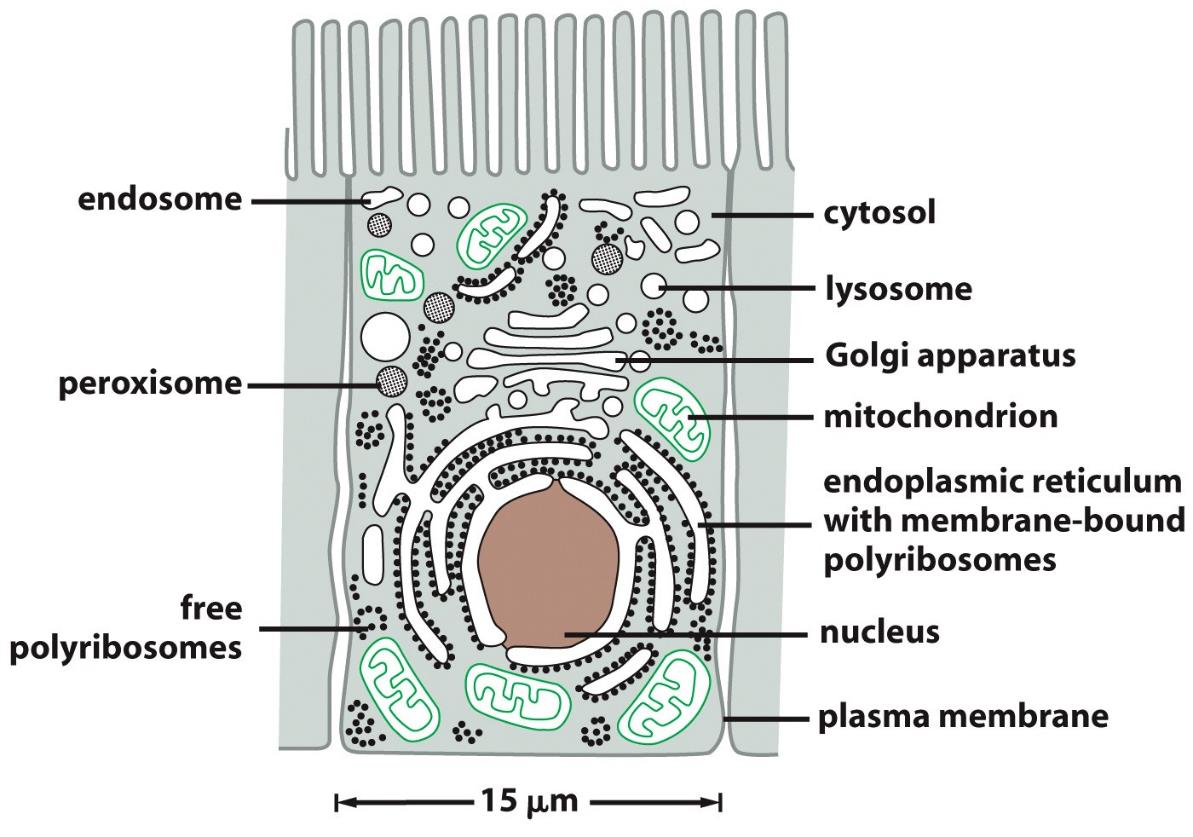 endosome
cytosol
lysosome
Golgi apparatus
peroxisome
mitochondrion
endoplasmic reticulum
with membrane-bound
polyribosomes
free
polyribosomes
nucleus
plasma membrane
15 μm